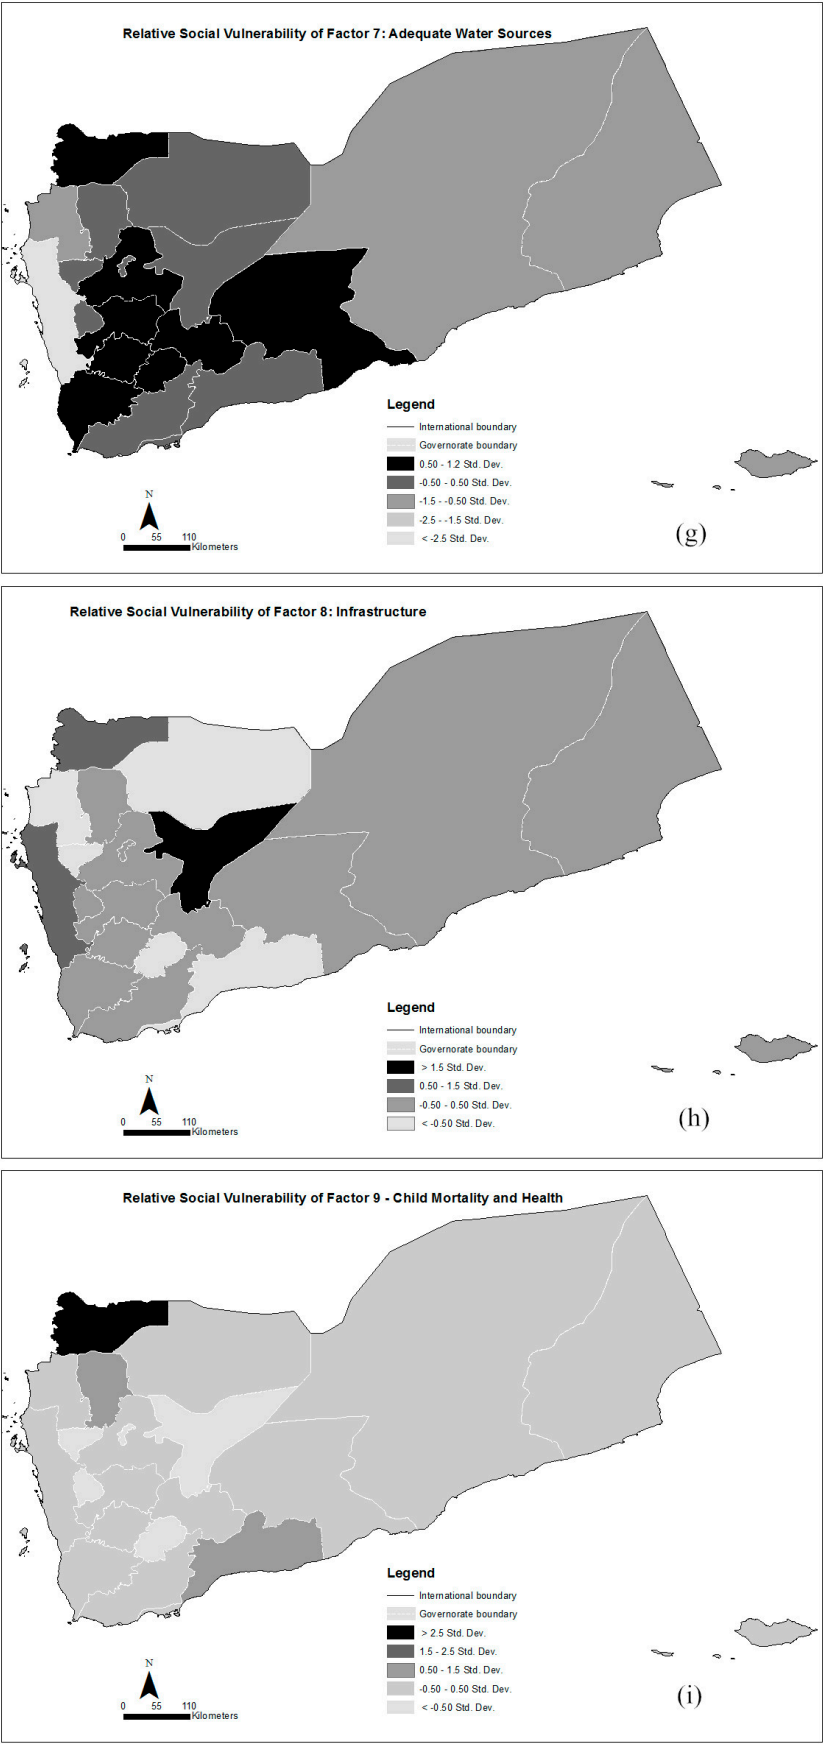 Relative Social Vulnerability of Factor 7: Adequate Water Sources
Legend
International boundary
Governorate boundary
0.50 - 1.2 Std. Dev.
-0.50 - 0.50 Std. Dev.
-1.5 - -0.50 Std. Dev.
-2.5 - -1.5 Std. Dev.
< -2.5 Std. Dev.
N
0 55 110
Kilometers
(g)
Relative Social Vulnerability of Factor 8: Infrastructure
Legend
International boundary
Governorate boundary
> 1.5 Std. Dev.
0.50 - 1.5 Std. Dev.
-0.50 - 0.50 Std. Dev.
< -0.50 Std. Dev.
N
0 55 110
Kilometers
(h)
Relative Social Vulnerability of Factor 9 - Child Mortality and Health
Legend
International boundary
Governorate boundary
> 2.5 Std. Dev.
1.5 - 2.5 Std. Dev.
0.50 - 1.5 Std. Dev.
-0.50 - 0.50 Std. Dev.
< -0.50 Std. Dev.
N
0 55 110
Kilometers
(i)